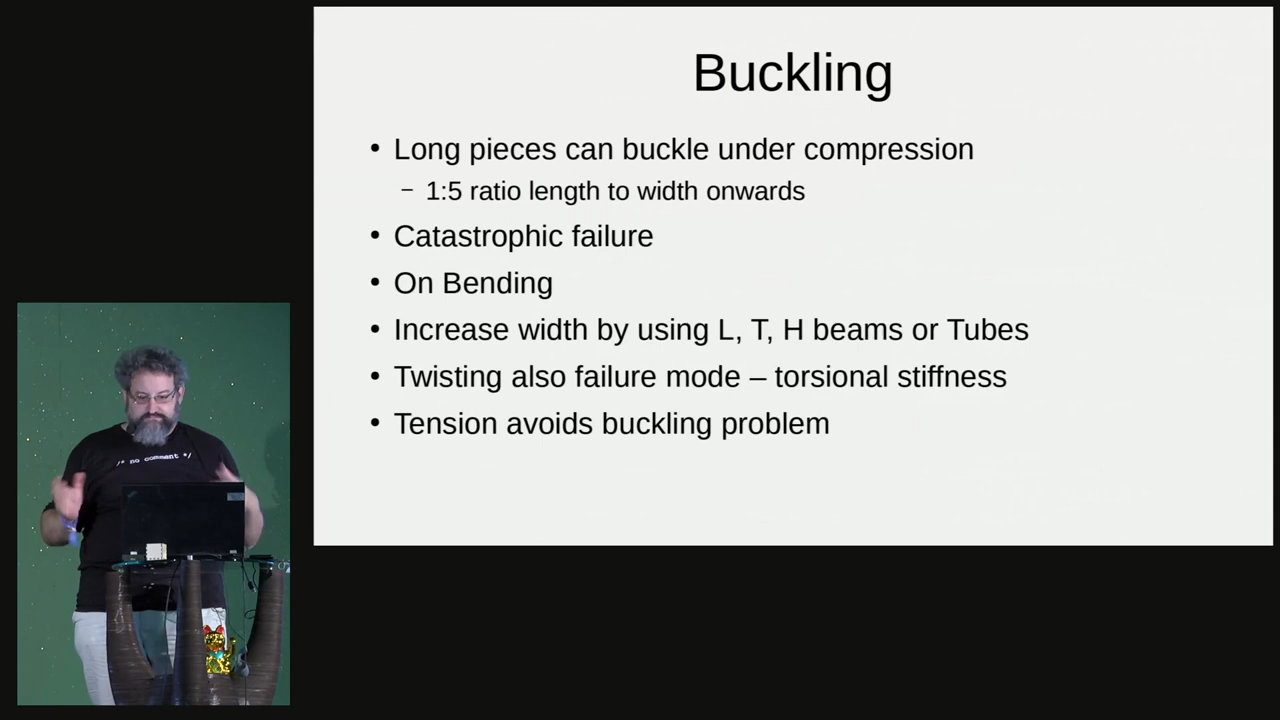 Buckling
• Long pieces can buckle under compression
– 1:5 ratio length to width onwards
• Catastrophic failure
• On Bending
• Increase width by using L, T, H beams or Tubes
• Twisting also failure mode – torsional stiffness
• Tension avoids buckling problem
/* no comment */